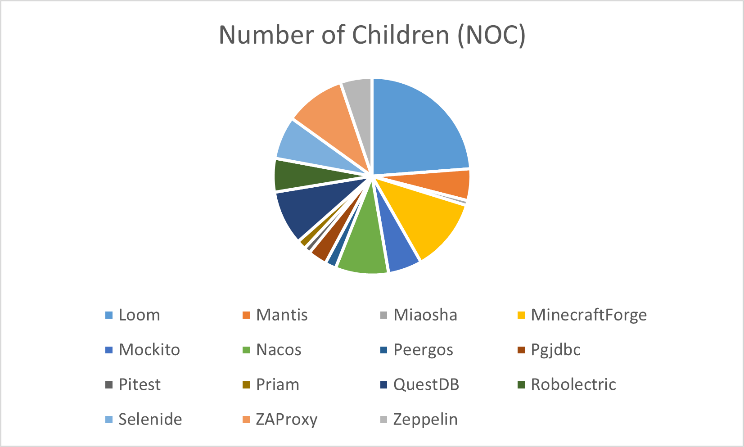 Number of Children (NOC)
Loom Mantis Miaosha MinecraftForge
Mockito Nacos Peergos Pgjdbc
Pitest Priam QuestDB Robolectric
Selenide ZAProxy Zeppelin